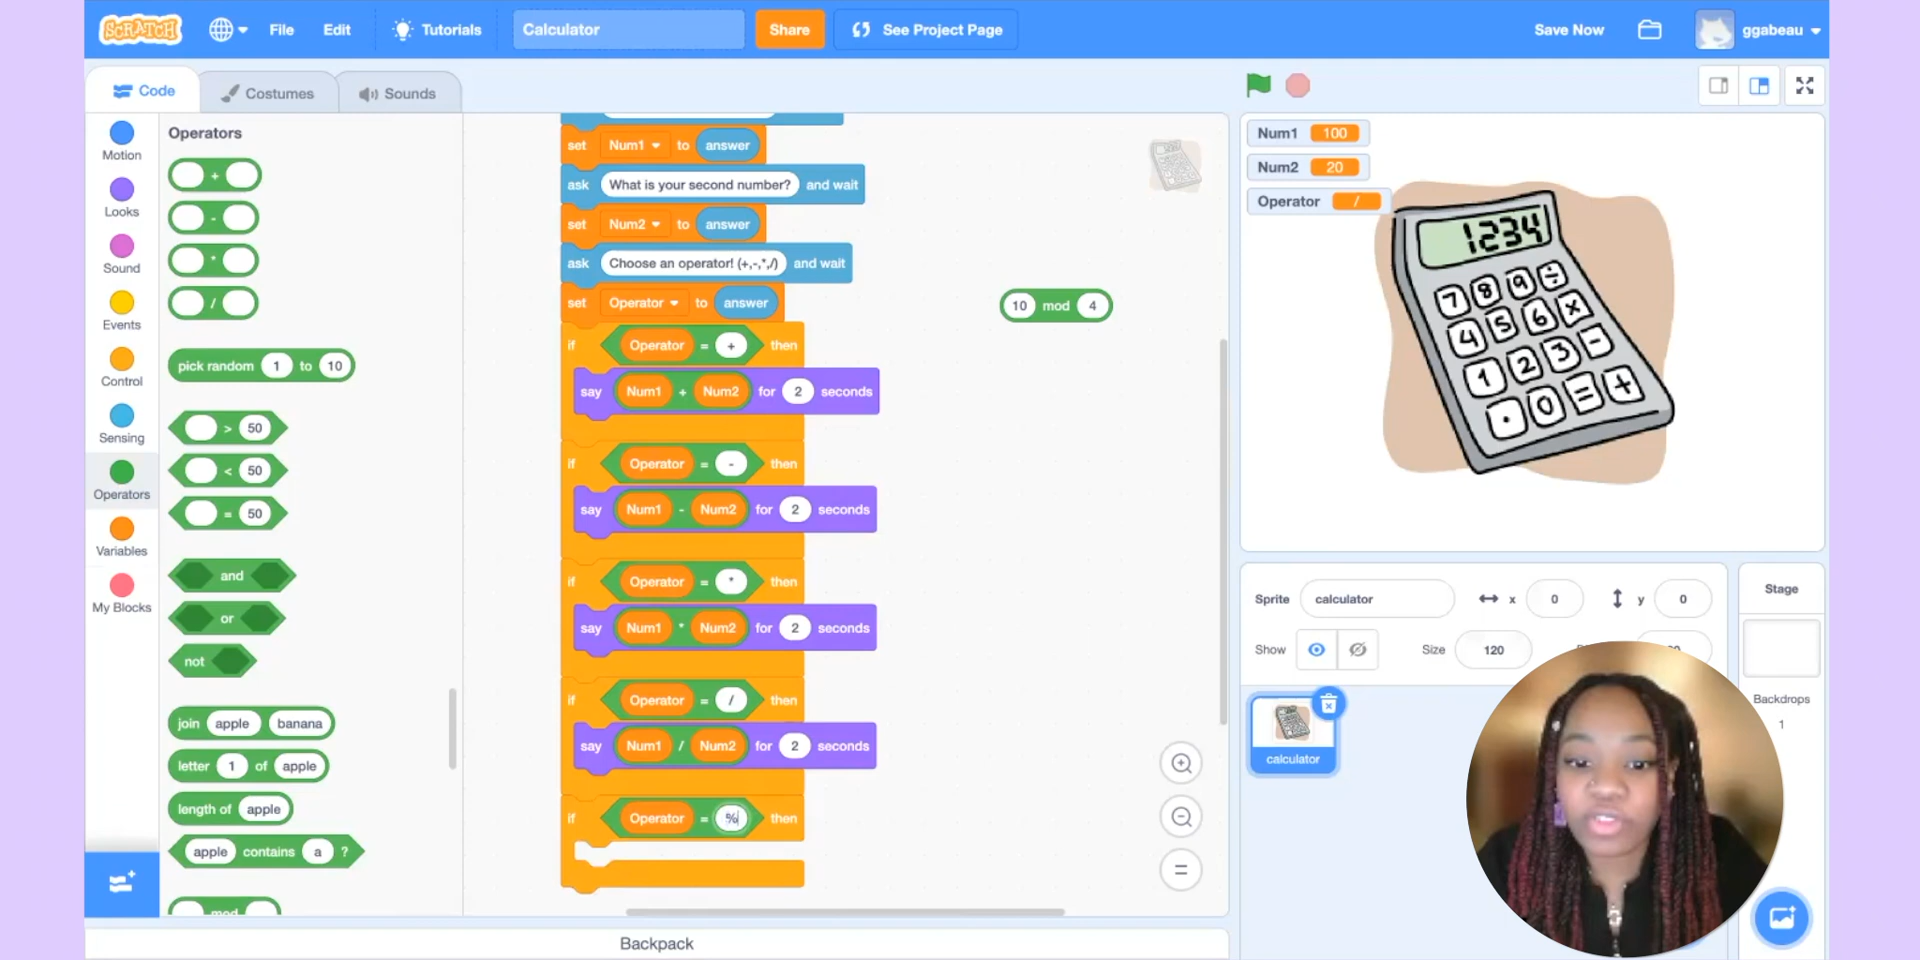 SCRATCH File Edit Tutorials Calculator Share See Project Page Save Now ggabeau
Code Costumes Sounds
Motion
Looks
Sound
Events
Control
Sensing
Operators
Variables
My Blocks
Operators
+
-
*
/
pick random 1 to 10
> 50
< 50
= 50
and
or
not
join apple banana
letter 1 of apple
length of apple
apple contains a ?
mod
set Num1 to answer
ask What is your second number? and wait
set Num2 to answer
ask Choose an operator! (+,-,*,/) and wait
set Operator to answer
if Operator = + then
say Num1 + Num2 for 2 seconds
if Operator = - then
say Num1 - Num2 for 2 seconds
if Operator = * then
say Num1 * Num2 for 2 seconds
if Operator = / then
say Num1 / Num2 for 2 seconds
if Operator = % then
10 mod 4
=
Backpack
Num1 100
Num2 20
Operator /
1234
7 8 9 ÷
4 5 6 x
1 2 3 -
. 0 = +
Sprite calculator x 0 y 0
Show Size 120
calculator
Stage
Backdrops
1